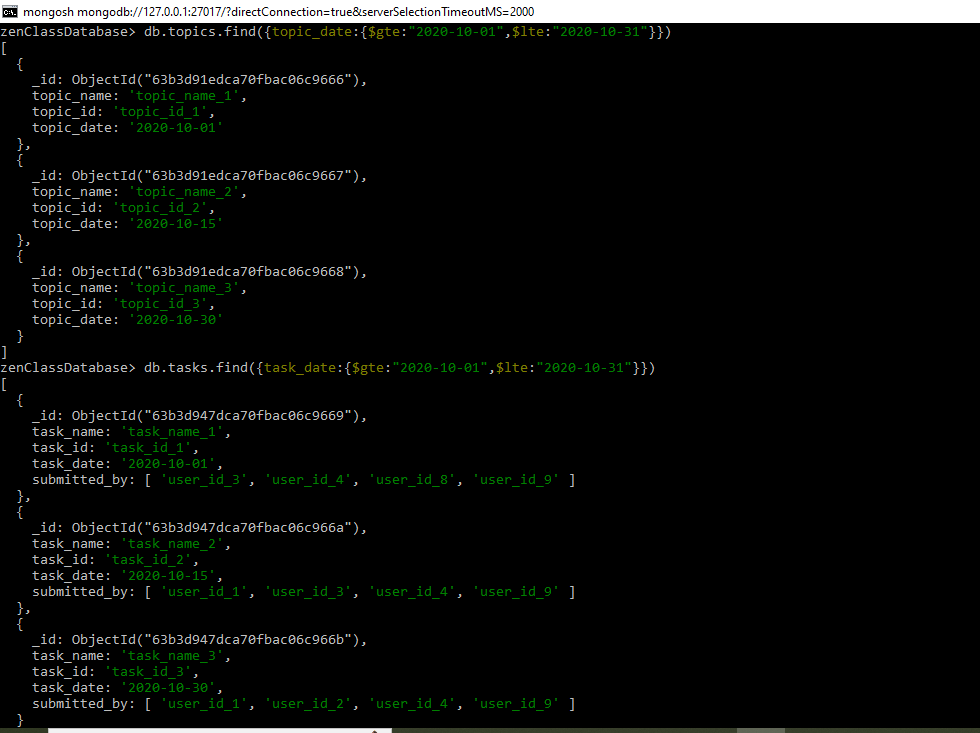 mongosh mongodb://127.0.0.1:27017/?directConnection=true&serverSelectionTimeoutMS=2000
zenClassDatabase> db.topics.find({topic_date:{$gte:"2020-10-01",$lte:"2020-10-31"}})
[
  {
    _id: ObjectId("63b3d91edca70fbac06c9666"),
    topic_name: 'topic_name_1',
    topic_id: 'topic_id_1',
    topic_date: '2020-10-01'
  },
  {
    _id: ObjectId("63b3d91edca70fbac06c9667"),
    topic_name: 'topic_name_2',
    topic_id: 'topic_id_2',
    topic_date: '2020-10-15'
  },
  {
    _id: ObjectId("63b3d91edca70fbac06c9668"),
    topic_name: 'topic_name_3',
    topic_id: 'topic_id_3',
    topic_date: '2020-10-30'
  }
]
zenClassDatabase> db.tasks.find({task_date:{$gte:"2020-10-01",$lte:"2020-10-31"}})
[
  {
    _id: ObjectId("63b3d947dca70fbac06c9669"),
    task_name: 'task_name_1',
    task_id: 'task_id_1',
    task_date: '2020-10-01',
    submitted_by: [ 'user_id_3', 'user_id_4', 'user_id_8', 'user_id_9' ]
  },
  {
    _id: ObjectId("63b3d947dca70fbac06c966a"),
    task_name: 'task_name_2',
    task_id: 'task_id_2',
    task_date: '2020-10-15',
    submitted_by: [ 'user_id_1', 'user_id_3', 'user_id_4', 'user_id_9' ]
  },
  {
    _id: ObjectId("63b3d947dca70fbac06c966b"),
    task_name: 'task_name_3',
    task_id: 'task_id_3',
    task_date: '2020-10-30',
    submitted_by: [ 'user_id_1', 'user_id_2', 'user_id_4', 'user_id_9' ]
  }